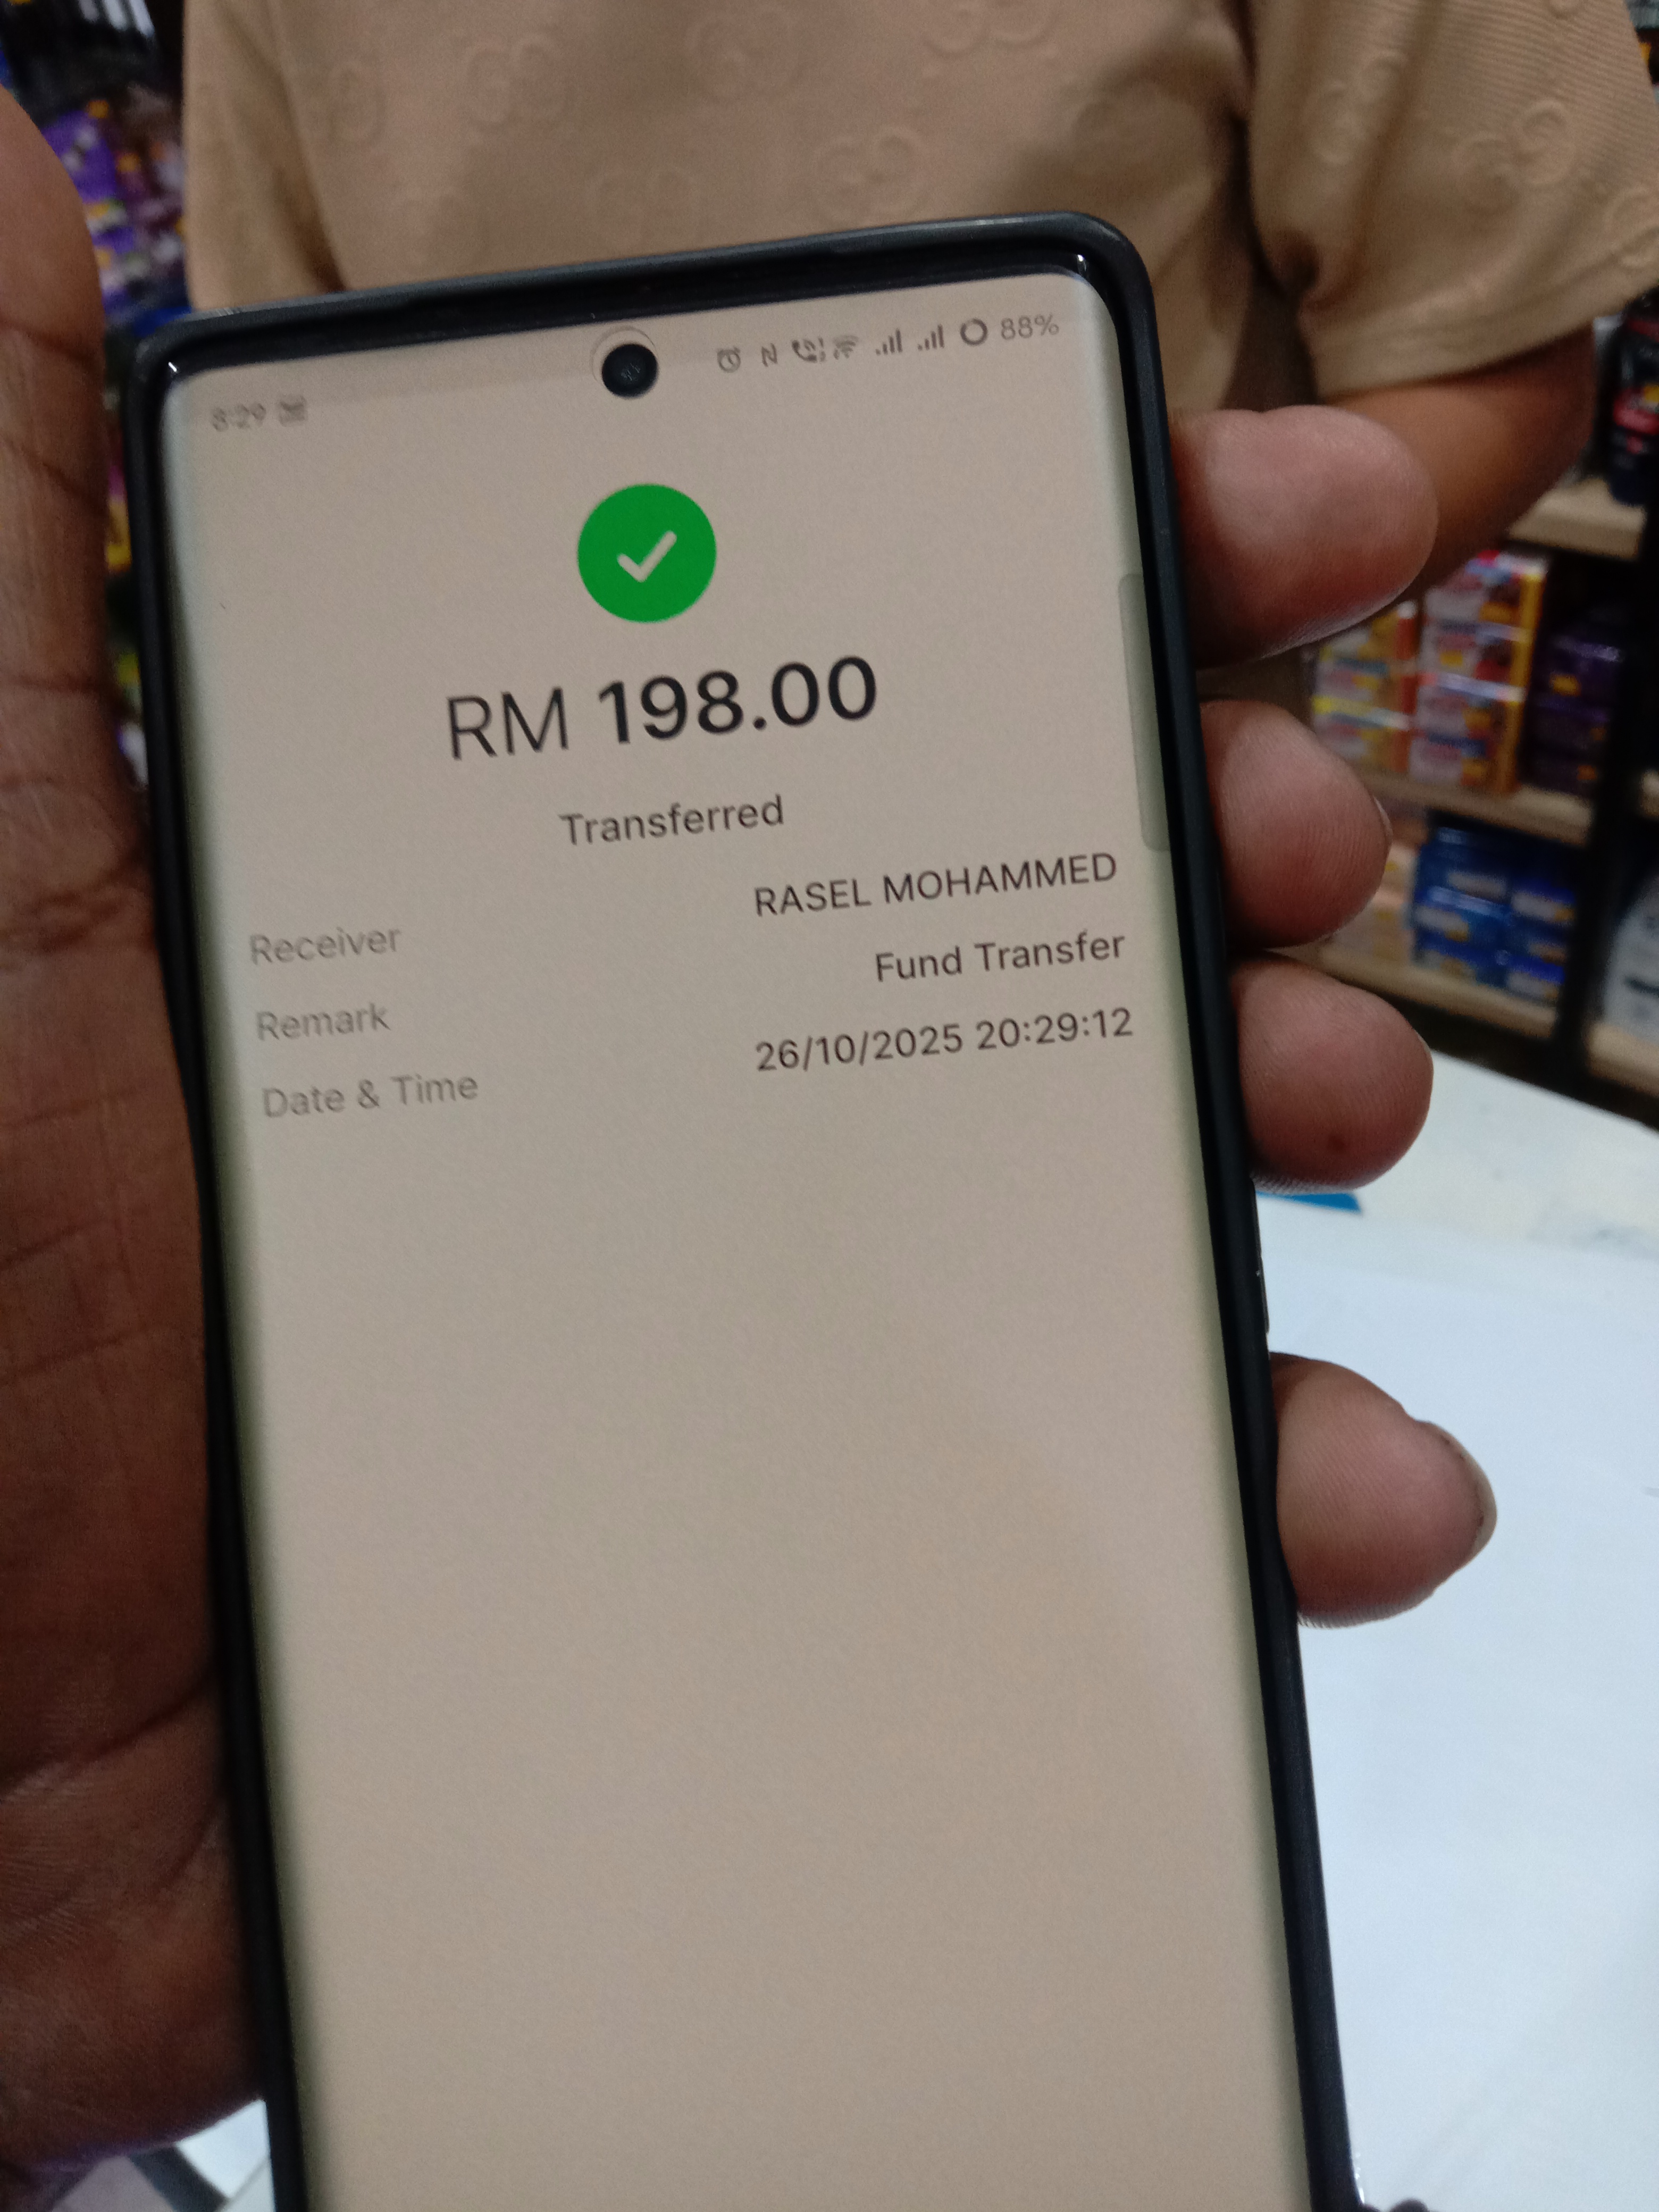 8:29
88%
RM 198.00
Transferred
Receiver RASEL MOHAMMED
Remark Fund Transfer
Date & Time 26/10/2025 20:29:12